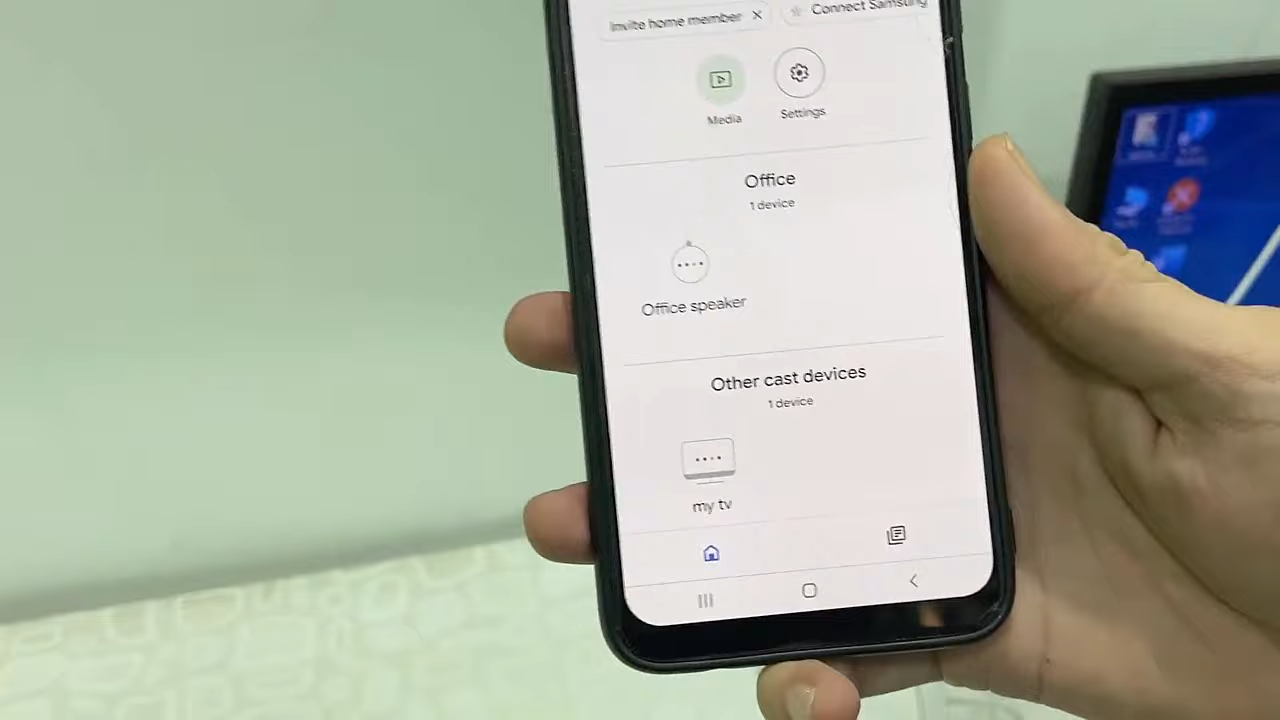 Invite home member
Connect Samsung
Media
Settings
Office
1 device
Office speaker
Other cast devices
1 device
my tv